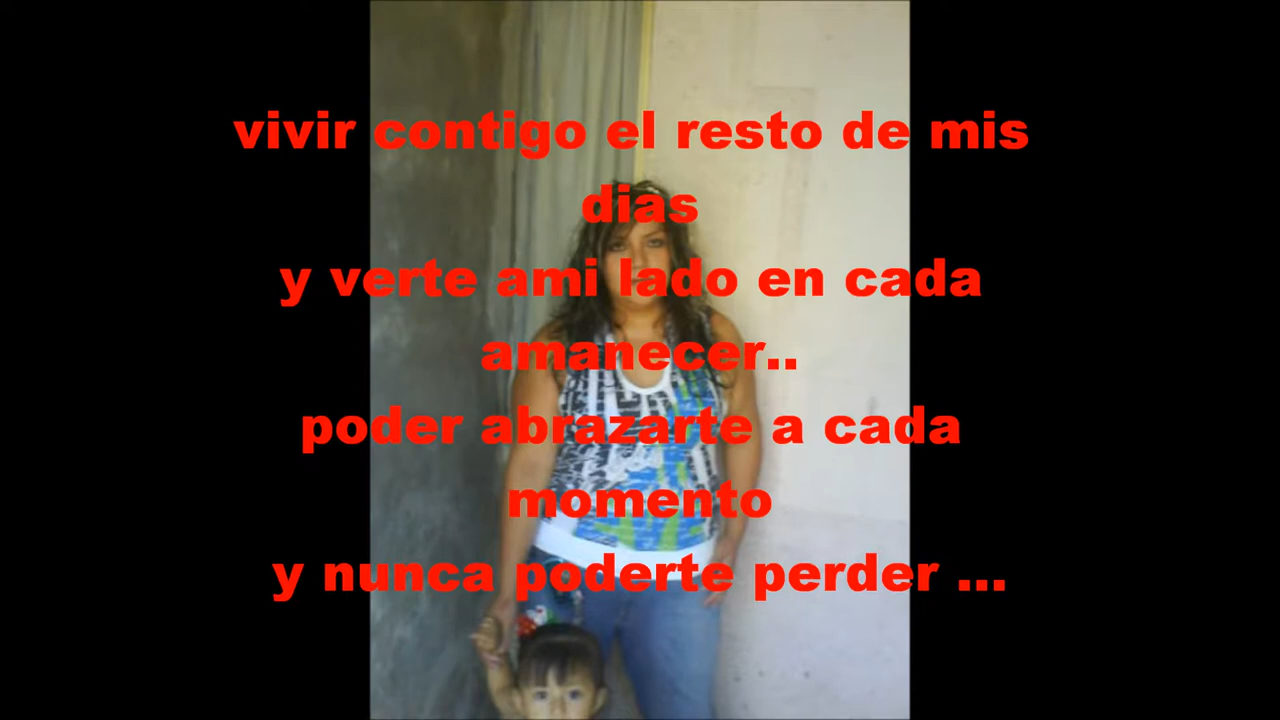 vivir contigo el resto de mis
dias
y verte ami lado en cada
amanecer..
poder abrazarte a cada
momento
y nunca poderte perder ...